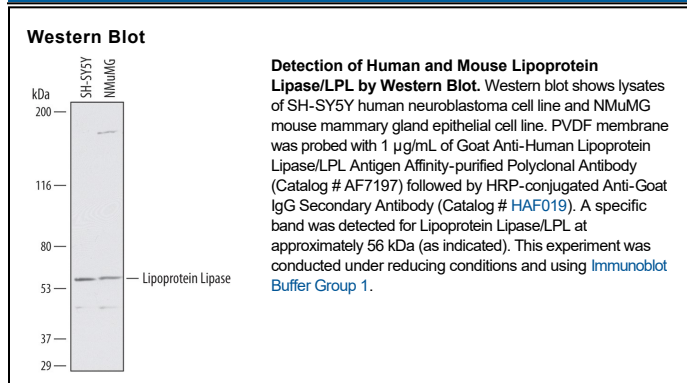 Western Blot
SH-SY5Y
NMuMG
kDa
200
116
80
53
37
29
Lipoprotein Lipase
Detection of Human and Mouse Lipoprotein
Lipase/LPL by Western Blot. Western blot shows lysates
of SH-SY5Y human neuroblastoma cell line and NMuMG
mouse mammary gland epithelial cell line. PVDF membrane
was probed with 1 µg/mL of Goat Anti-Human Lipoprotein
Lipase/LPL Antigen Affinity-purified Polyclonal Antibody
(Catalog # AF7197) followed by HRP-conjugated Anti-Goat
IgG Secondary Antibody (Catalog # HAF019). A specific
band was detected for Lipoprotein Lipase/LPL at
approximately 56 kDa (as indicated). This experiment was
conducted under reducing conditions and using Immunoblot
Buffer Group 1.